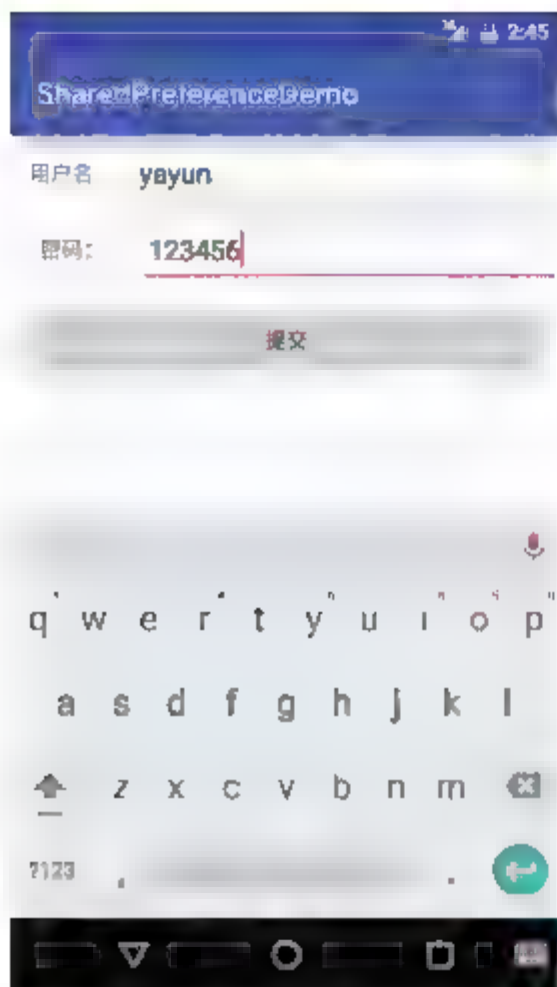 2:45
SharedPreferenceDemo
用户名 yayun
密码: 123456
提交
q w e r t y u i o p
a s d f g h j k l
z x c v b n m
?123 , .